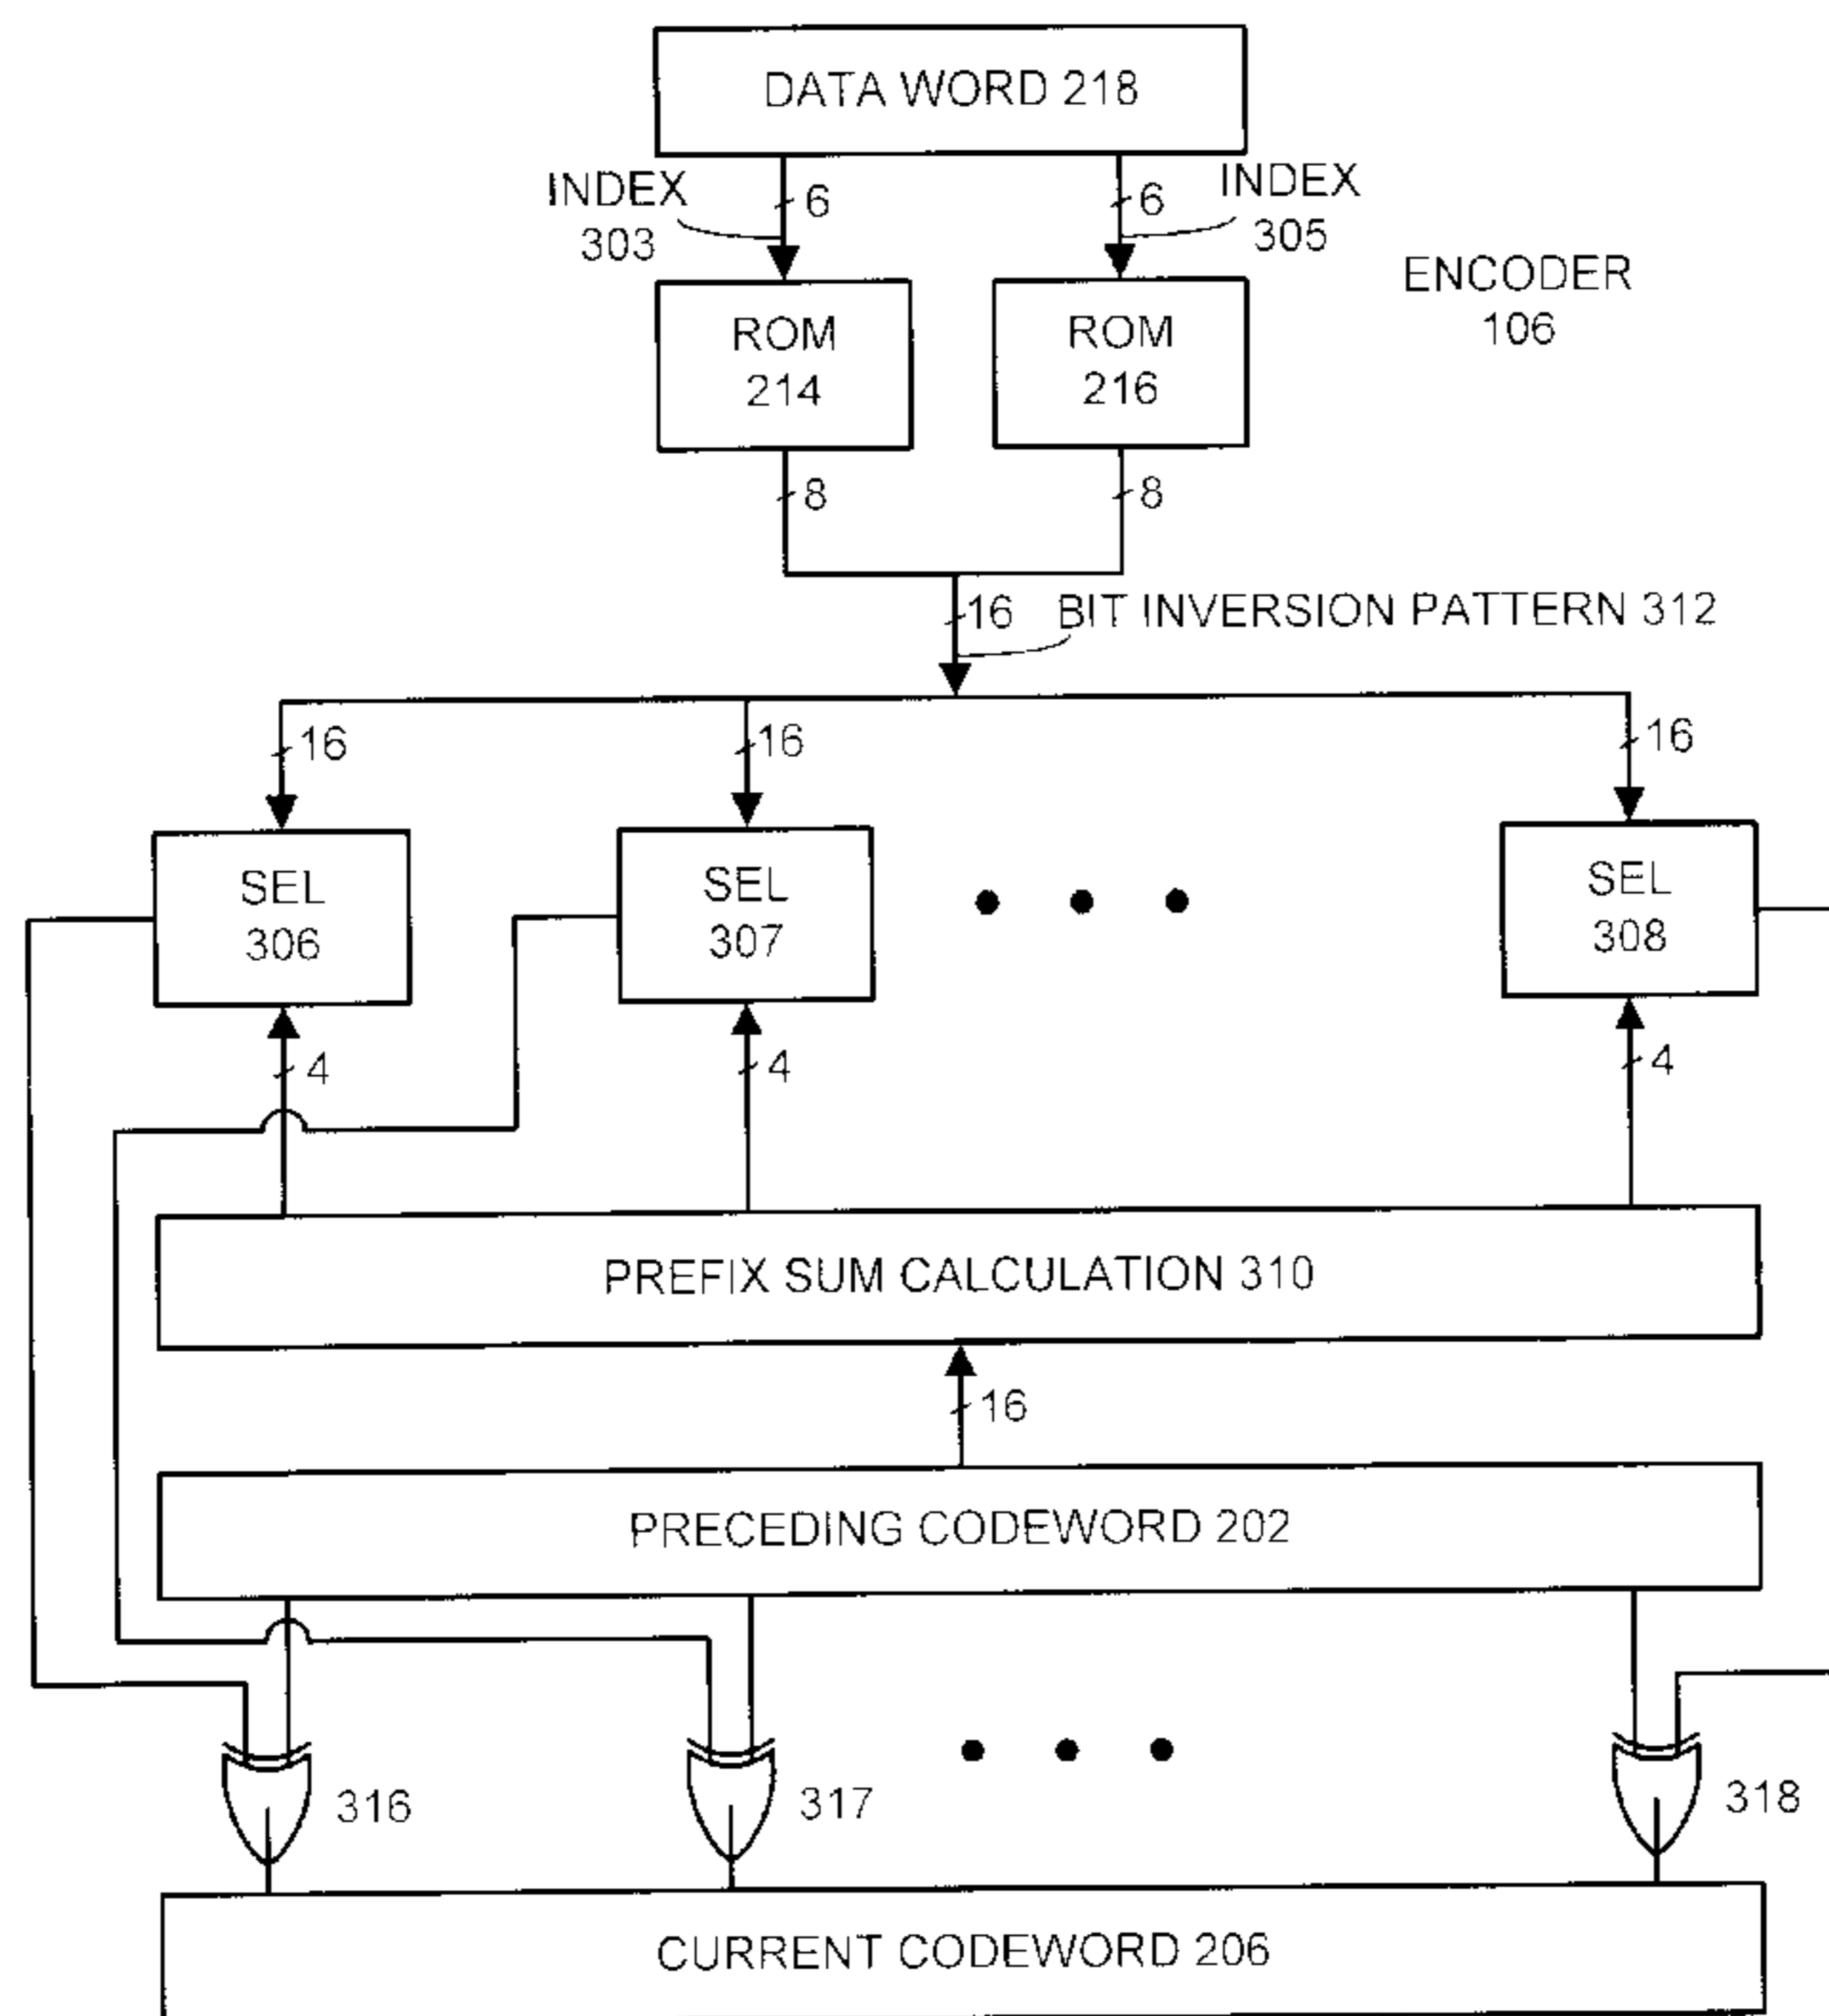 DATA WORD 218
INDEX
303
6
6
INDEX
305
ENCODER
106
ROM
214
ROM
216
8
8
16
BIT INVERSION PATTERN 312
16
16
16
SEL
306
SEL
307
SEL
308
4
4
4
PREFIX SUM CALCULATION 310
16
PRECEDING CODEWORD 202
316
317
318
CURRENT CODEWORD 206